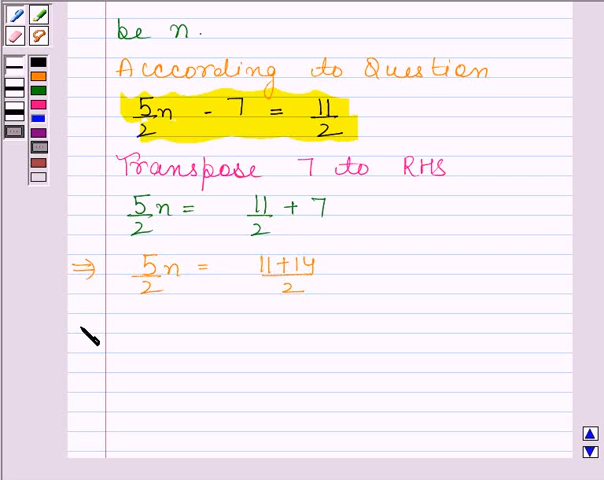 be n.
According to Question
5/2 n - 7 = 11/2
Transpose 7 to RHS
5/2 n = 11/2 + 7
⇒ 5/2 n = 11+14/2